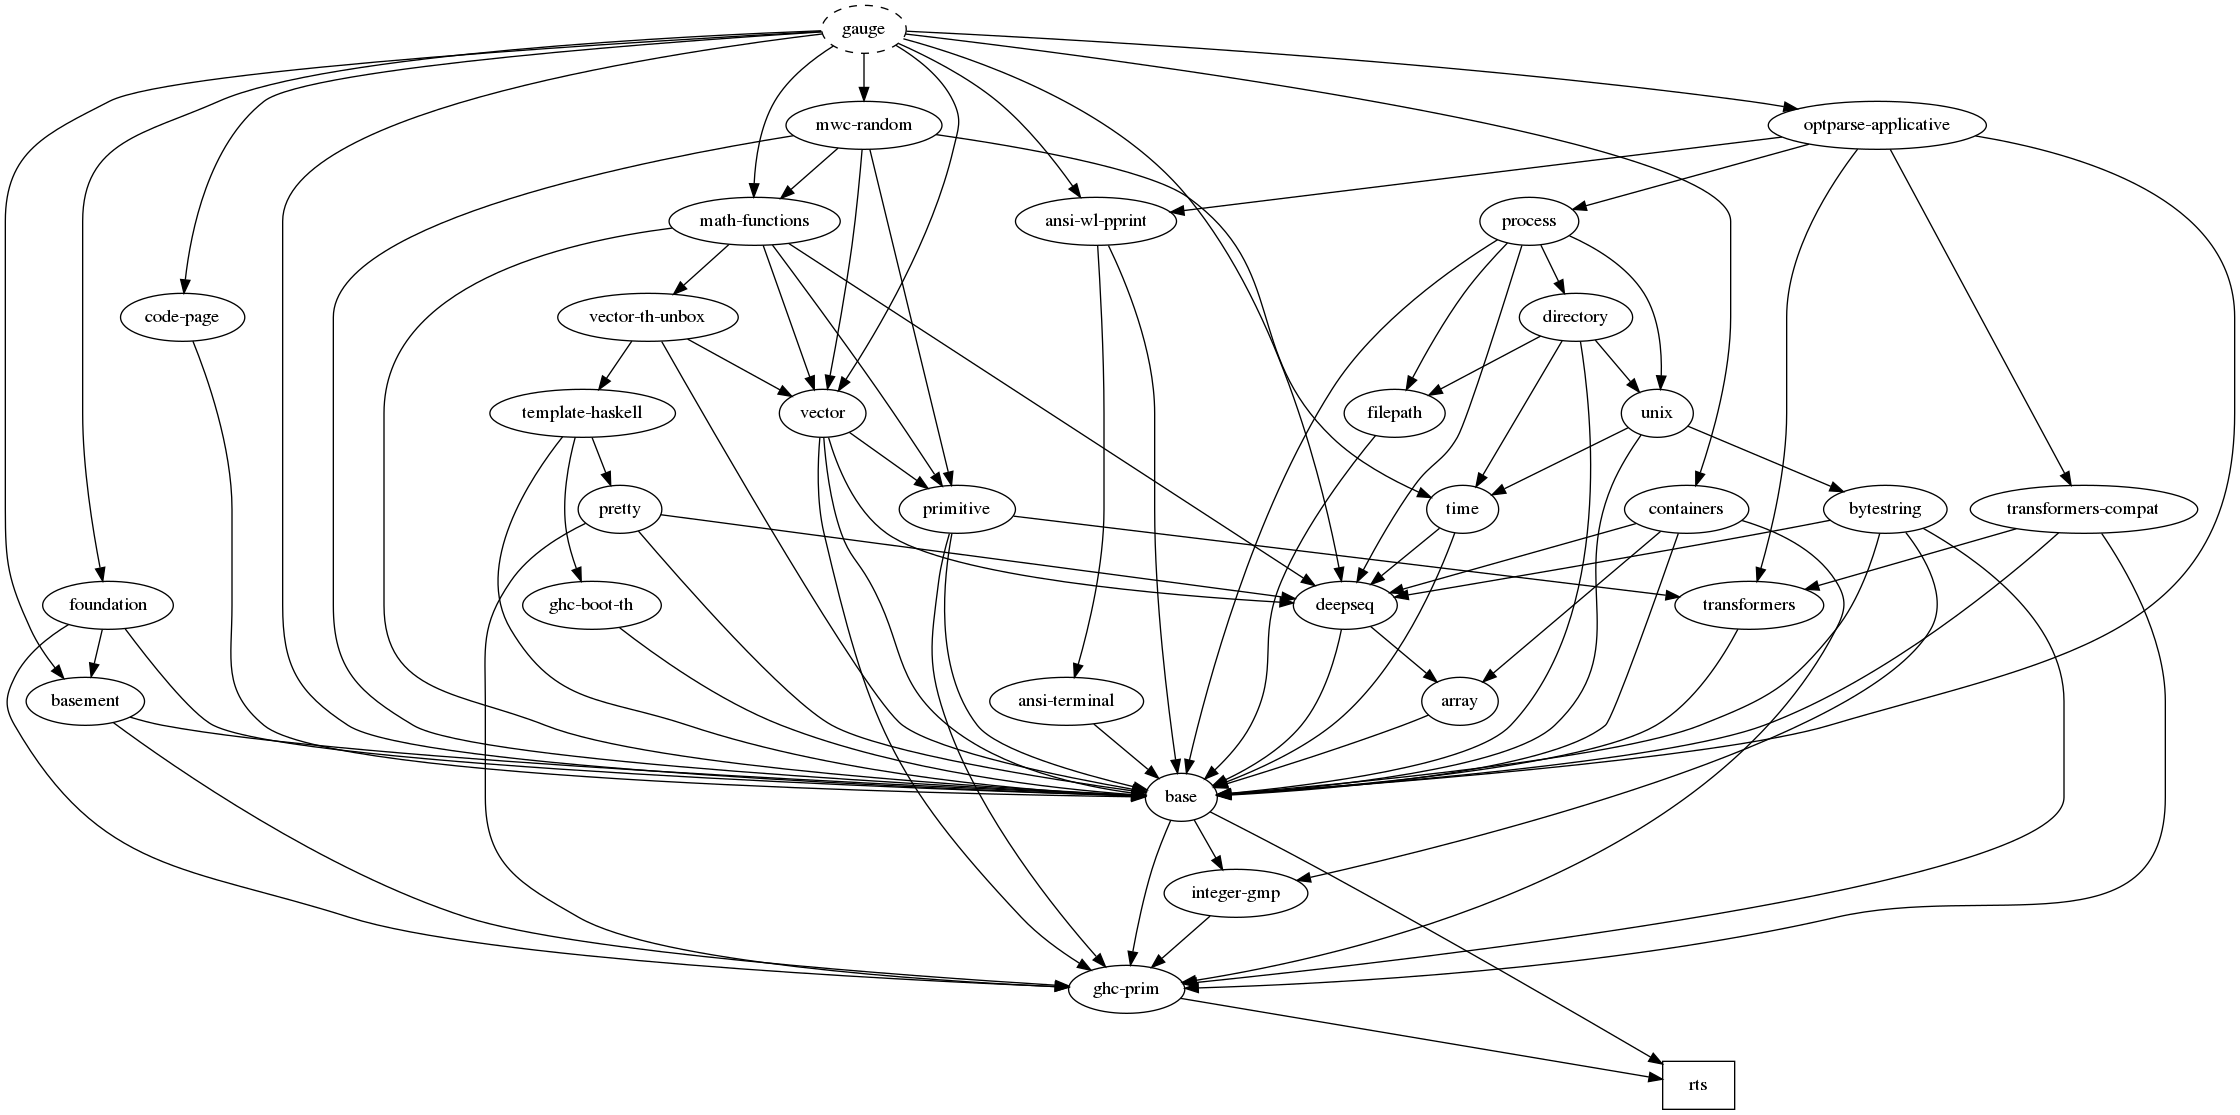 gauge
mwc-random
optparse-applicative
math-functions
ansi-wl-pprint
process
code-page
vector-th-unbox
directory
template-haskell
vector
filepath
unix
pretty
primitive
time
containers
bytestring
transformers-compat
foundation
ghc-boot-th
deepseq
transformers
basement
ansi-terminal
array
base
integer-gmp
ghc-prim
rts